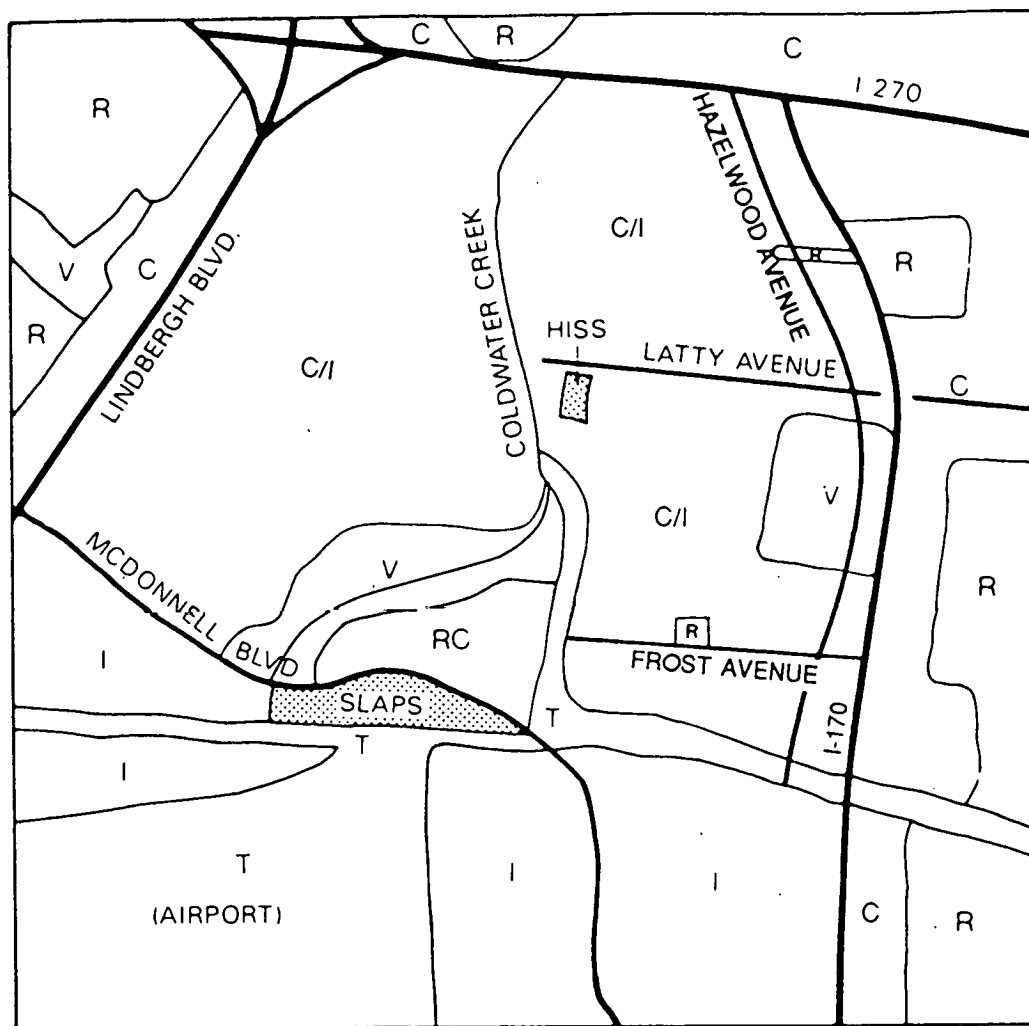 C
R
C
I 270
R
HAZELWOOD AVENUE
COLDWATER CREEK
C/I
LINDBERGH BLVD.
V
C
R
R
R
HISS
LATTY AVENUE
C/I
C
V
C/I
MCDONNELL BLVD
V
R
RC
R
I
FROST AVENUE
SLAPS
T
I-170
T
I
T
(AIRPORT)
I
I
C
R